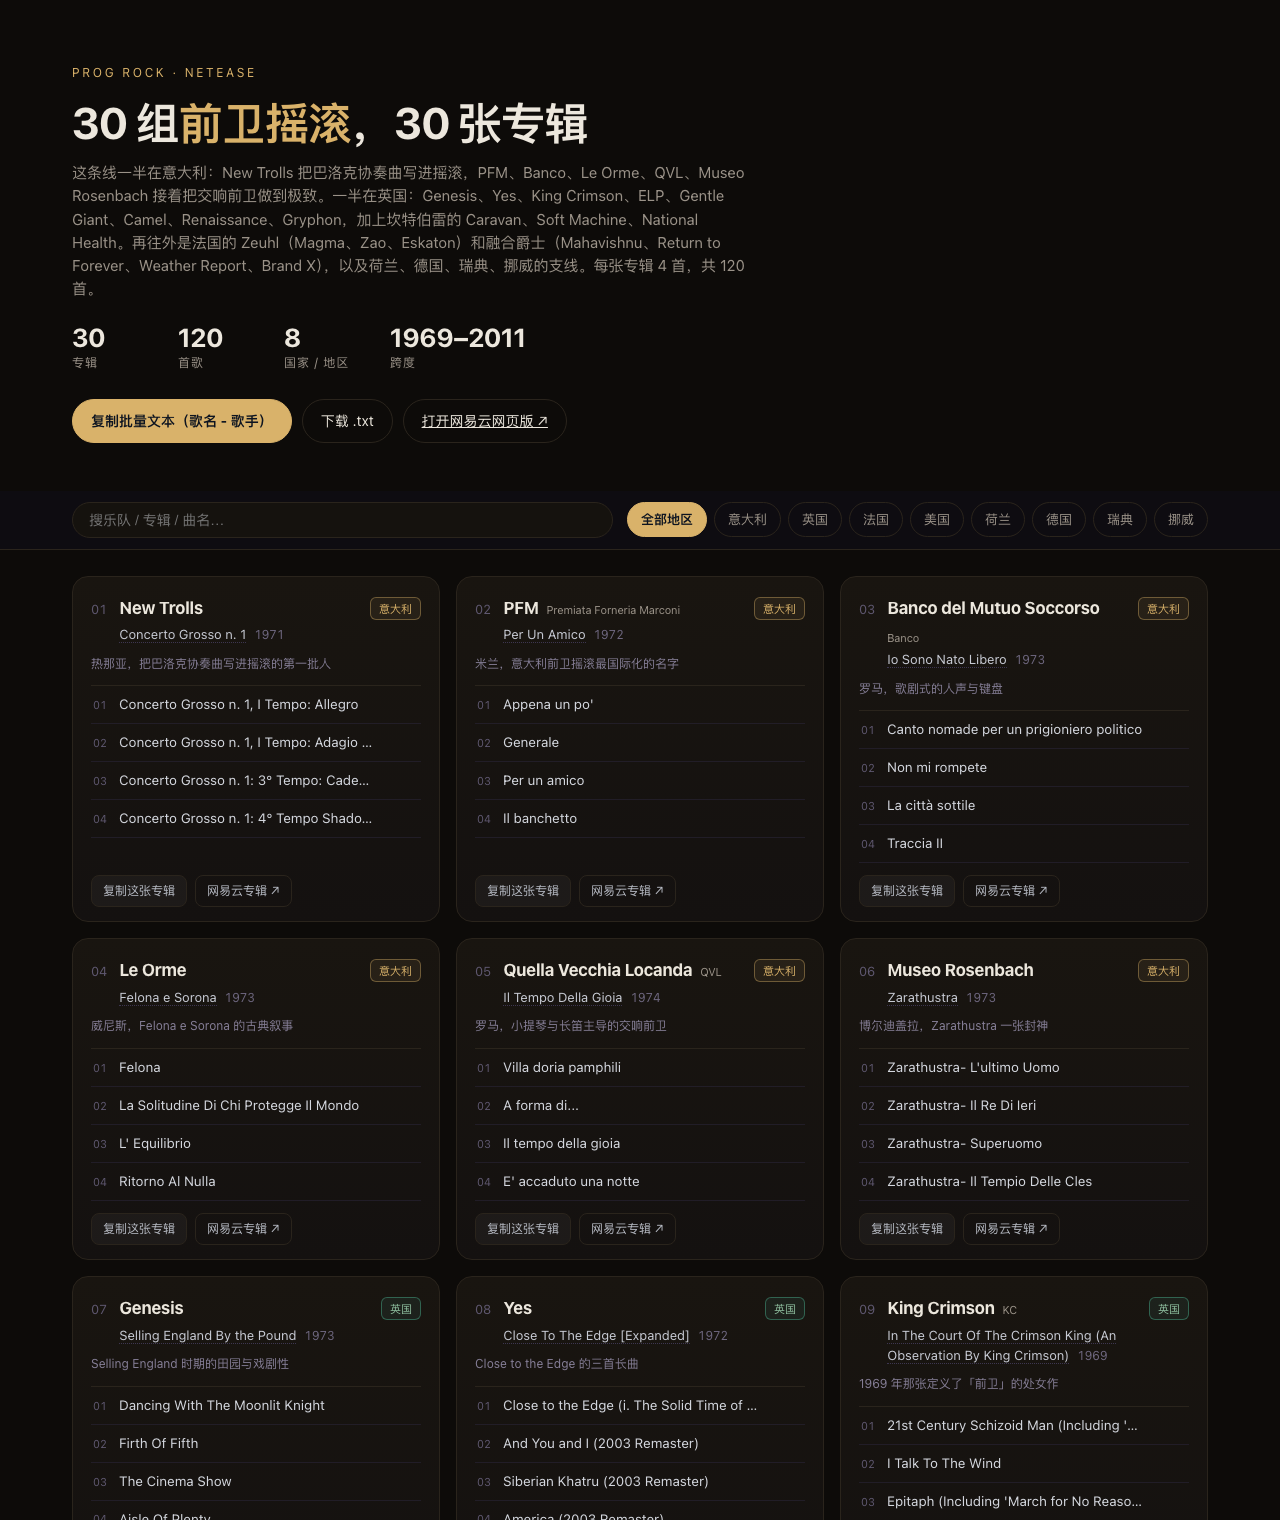 PROG ROCK · NETEASE
30 组前卫摇滚，30 张专辑
这条线一半在意大利：New Trolls 把巴洛克协奏曲写进摇滚，PFM、Banco、Le Orme、QVL、Museo
Rosenbach 接着把交响前卫做到极致。一半在英国：Genesis、Yes、King Crimson、ELP、Gentle
Giant、Camel、Renaissance、Gryphon，加上坎特伯雷的 Caravan、Soft Machine、National
Health。再往外是法国的 Zeuhl（Magma、Zao、Eskaton）和融合爵士（Mahavishnu、Return to
Forever、Weather Report、Brand X），以及荷兰、德国、瑞典、挪威的支线。每张专辑 4 首，共 120
首。
30 120 8 1969–2011
专辑 首歌 国家 / 地区 跨度
复制批量文本（歌名 - 歌手） 下载 .txt 打开网易云网页版 ↗
搜乐队 / 专辑 / 曲名… 全部地区 意大利 英国 法国 美国 荷兰 德国 瑞典 挪威
01 New Trolls 意大利
Concerto Grosso n. 1 1971
热那亚，把巴洛克协奏曲写进摇滚的第一批人
01 Concerto Grosso n. 1, I Tempo: Allegro
02 Concerto Grosso n. 1, I Tempo: Adagio ...
03 Concerto Grosso n. 1: 3° Tempo: Cade...
04 Concerto Grosso n. 1: 4° Tempo Shado...
复制这张专辑 网易云专辑 ↗
02 PFM Premiata Forneria Marconi 意大利
Per Un Amico 1972
米兰，意大利前卫摇滚最国际化的名字
01 Appena un po'
02 Generale
03 Per un amico
04 Il banchetto
复制这张专辑 网易云专辑 ↗
03 Banco del Mutuo Soccorso 意大利
Banco
Io Sono Nato Libero 1973
罗马，歌剧式的人声与键盘
01 Canto nomade per un prigioniero politico
02 Non mi rompete
03 La città sottile
04 Traccia II
复制这张专辑 网易云专辑 ↗
04 Le Orme 意大利
Felona e Sorona 1973
威尼斯，Felona e Sorona 的古典叙事
01 Felona
02 La Solitudine Di Chi Protegge Il Mondo
03 L' Equilibrio
04 Ritorno Al Nulla
复制这张专辑 网易云专辑 ↗
05 Quella Vecchia Locanda QVL 意大利
Il Tempo Della Gioia 1974
罗马，小提琴与长笛主导的交响前卫
01 Villa doria pamphili
02 A forma di...
03 Il tempo della gioia
04 E' accaduto una notte
复制这张专辑 网易云专辑 ↗
06 Museo Rosenbach 意大利
Zarathustra 1973
博尔迪盖拉，Zarathustra 一张封神
01 Zarathustra- L'ultimo Uomo
02 Zarathustra- Il Re Di Ieri
03 Zarathustra- Superuomo
04 Zarathustra- Il Tempio Delle Cles
复制这张专辑 网易云专辑 ↗
07 Genesis 英国
Selling England By the Pound 1973
Selling England 时期的田园与戏剧性
01 Dancing With The Moonlit Knight
02 Firth Of Fifth
03 The Cinema Show
04 Aisle Of Plenty
08 Yes 英国
Close To The Edge [Expanded] 1972
Close to the Edge 的三首长曲
01 Close to the Edge (i. The Solid Time of ...
02 And You and I (2003 Remaster)
03 Siberian Khatru (2003 Remaster)
04 America (2003 Remaster)
09 King Crimson KC 英国
In The Court Of The Crimson King (An
Observation By King Crimson) 1969
1969 年那张定义了「前卫」的处女作
01 21st Century Schizoid Man (Including '...
02 I Talk To The Wind
03 Epitaph (Including 'March for No Reaso...